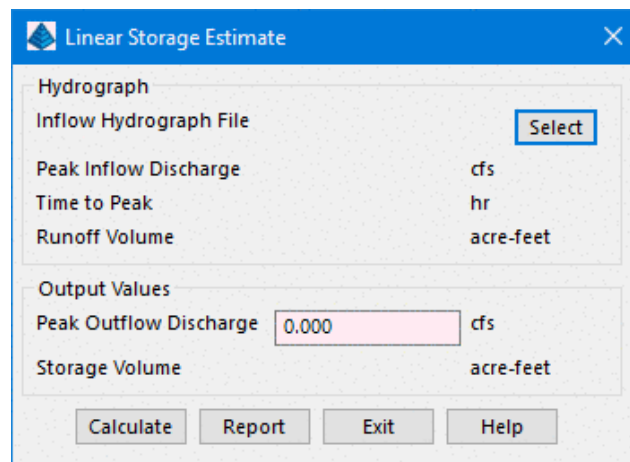 Linear Storage Estimate
Hydrograph
Inflow Hydrograph File Select
Peak Inflow Discharge cfs
Time to Peak hr
Runoff Volume acre-feet
Output Values
Peak Outflow Discharge 0.000 cfs
Storage Volume acre-feet
Calculate Report Exit Help